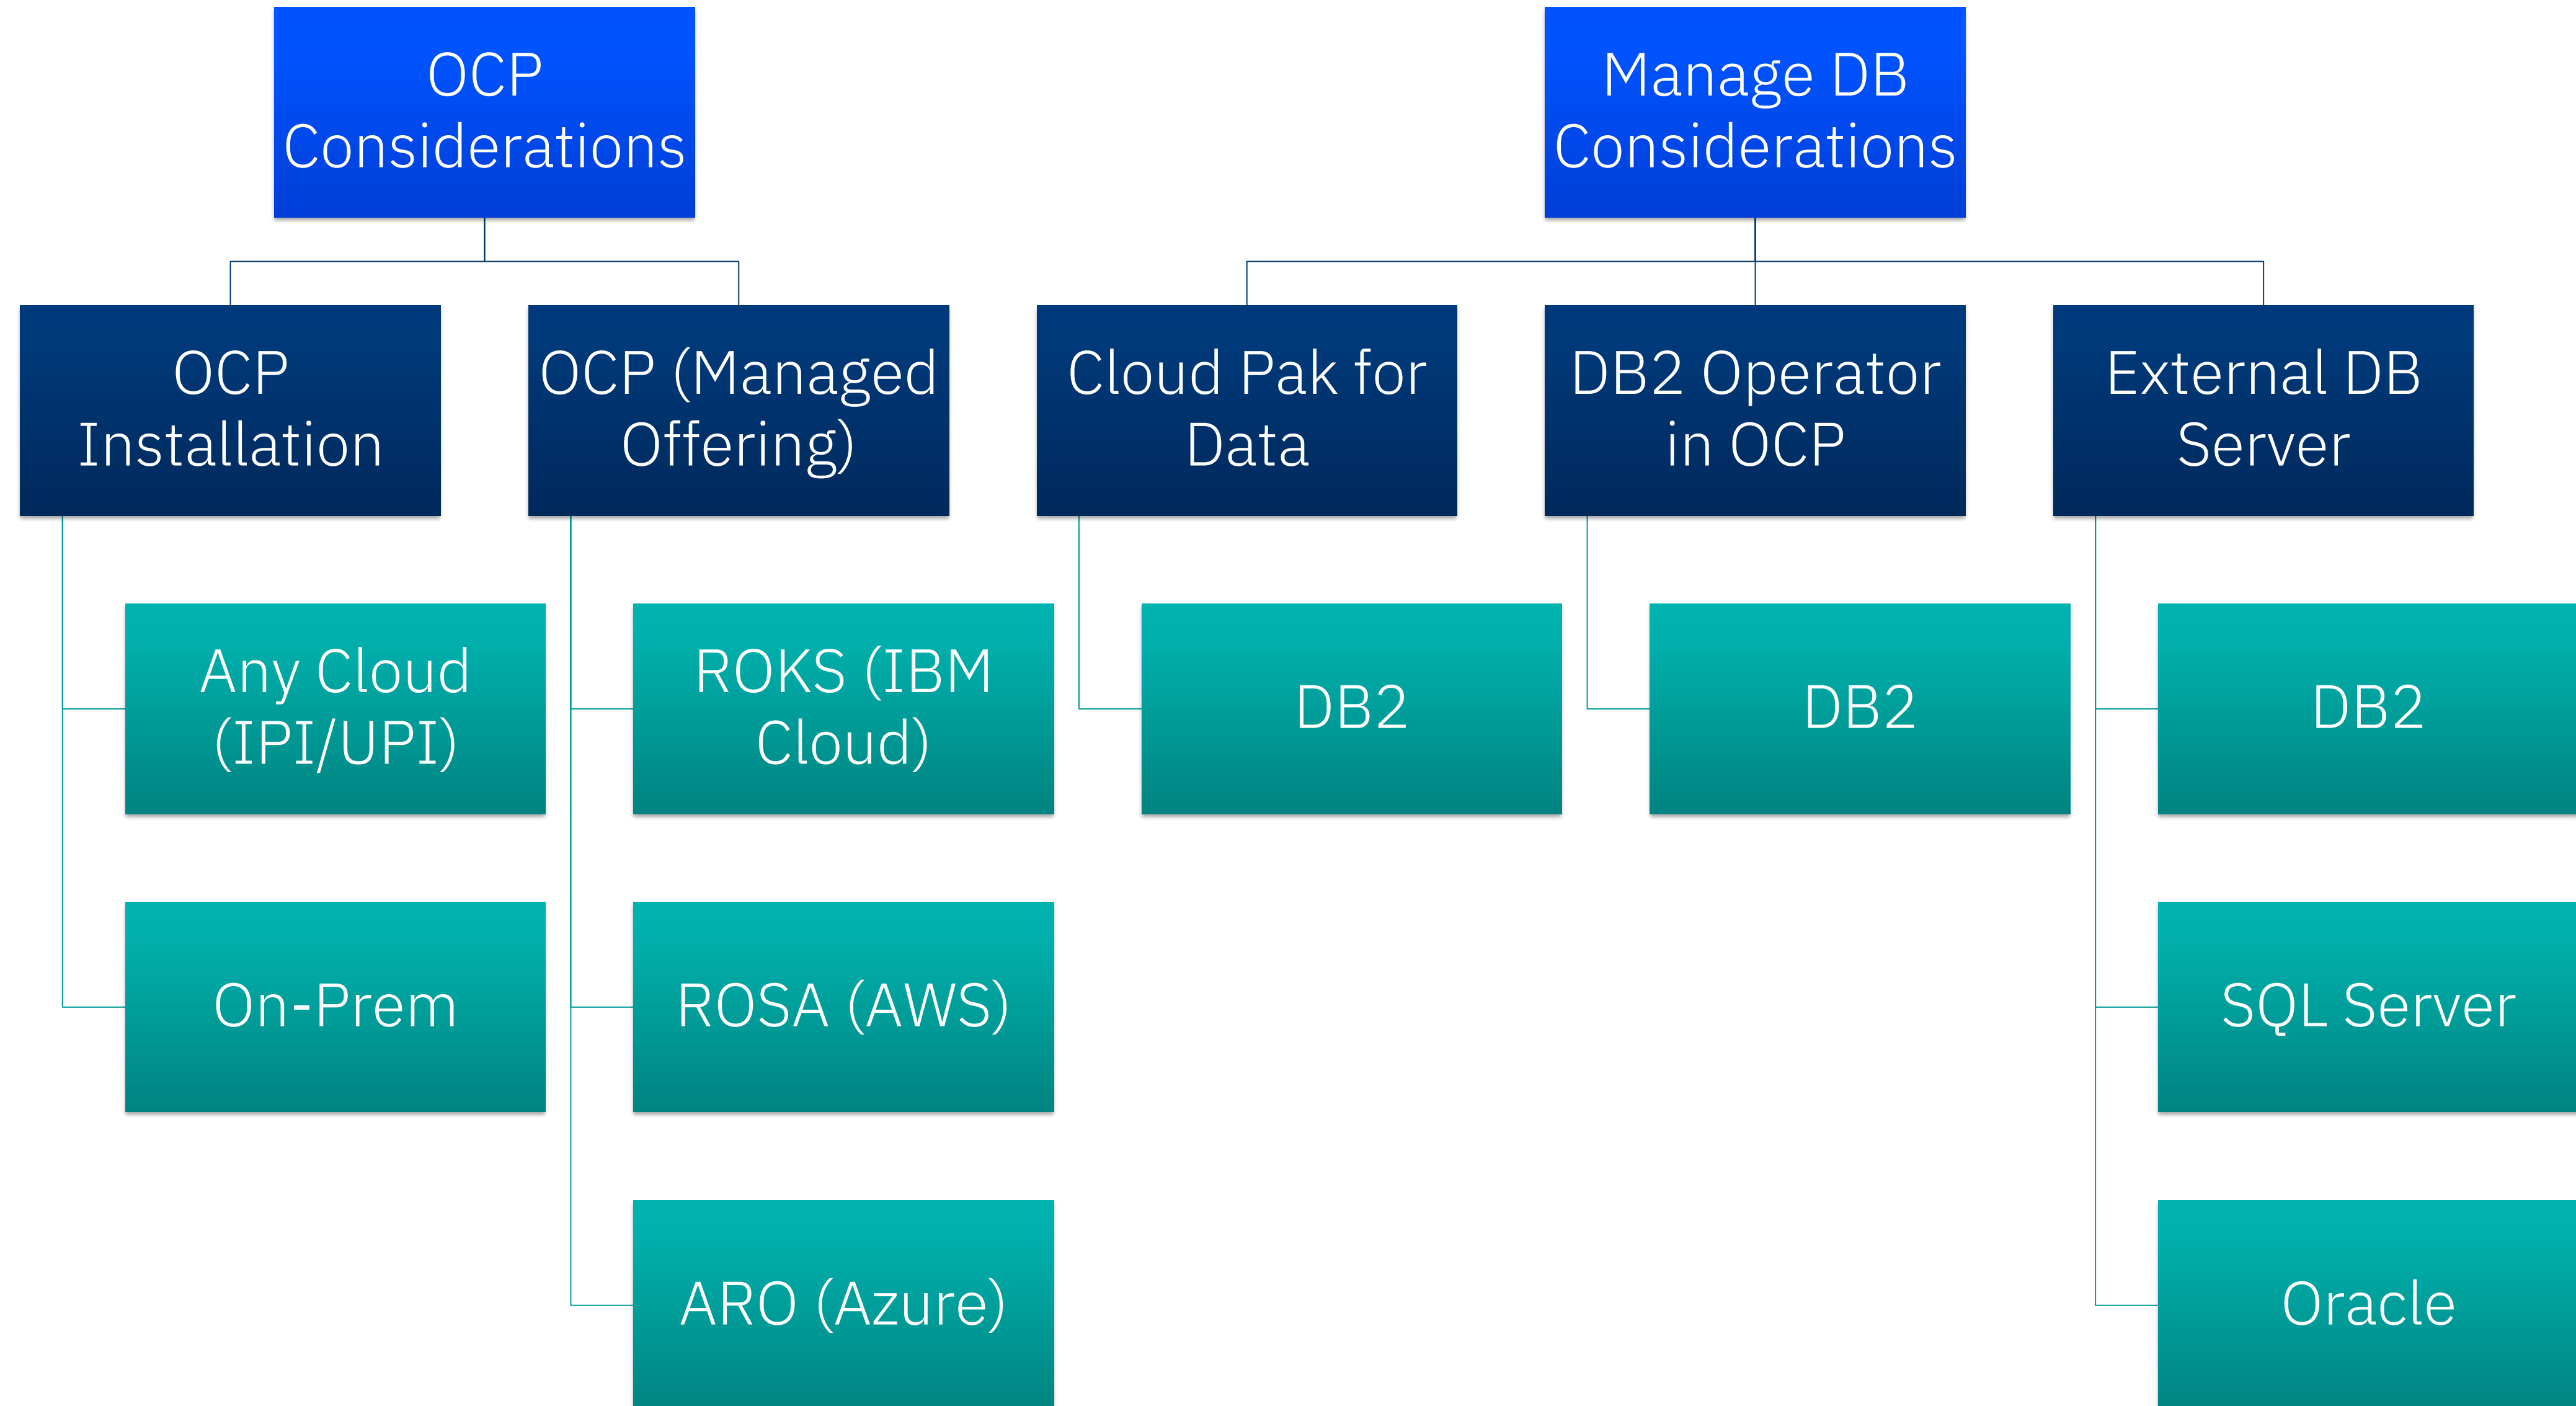 OCP
Considerations
Manage DB
Considerations
OCP
Installation
OCP (Managed
Offering)
Cloud Pak for
Data
DB2 Operator
in OCP
External DB
Server
Any Cloud
(IPI/UPI)
ROKS (IBM
Cloud)
DB2
DB2
DB2
On-Prem
ROSA (AWS)
SQL Server
ARO (Azure)
Oracle